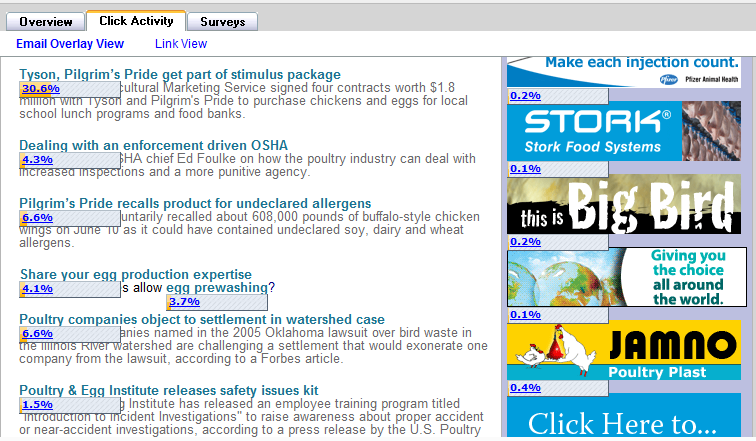 Overview Click Activity Surveys
Email Overlay View Link View
Tyson, Pilgrim's Pride get part of stimulus package
30.6% cultural Marketing Service signed four contracts worth $1.8
million with Tyson and Pilgrim's Pride to purchase chickens and eggs for local
school lunch programs and food banks.
Dealing with an enforcement driven OSHA
4.3% SHA chief Ed Foulke on how the poultry industry can deal with
increased inspections and a more punitive agency.
Pilgrim's Pride recalls product for undeclared allergens
6.6% untarily recalled about 608,000 pounds of buffalo-style chicken
wings on June 10 as it could have contained undeclared soy, dairy and wheat
allergens.
Share your egg production expertise
4.1% s allow egg prewashing?
3.7%
Poultry companies object to settlement in watershed case
6.6% anies named in the 2005 Oklahoma lawsuit over bird waste in
the Illinois River watershed are challenging a settlement that would exonerate one
company from the lawsuit, according to a Forbes article.
Poultry & Egg Institute releases safety issues kit
1.5% g Institute has released an employee training program titled
"Introduction to Incident Investigations" to raise awareness about proper accident
or near-accident investigations, according to a press release by the U.S. Poultry
Make each injection count.
Pfizer Pfizer Animal Health
0.2%
STORK®
Stork Food Systems
0.1%
this is Big Bird
0.2%
Giving you
the choice
all around
the world.
0.1%
JAMNO
Poultry Plast
0.4%
Click Here to...